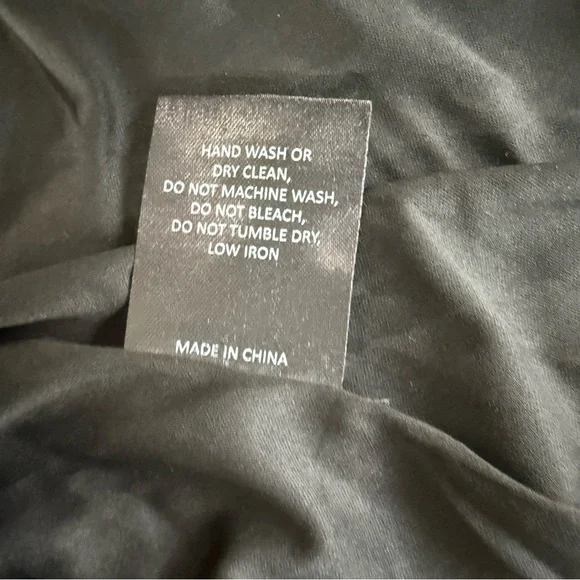 HAND WASH OR
DRY CLEAN,
DO NOT MACHINE WASH,
DO NOT BLEACH,
DO NOT TUMBLE DRY,
LOW IRON
MADE IN CHINA